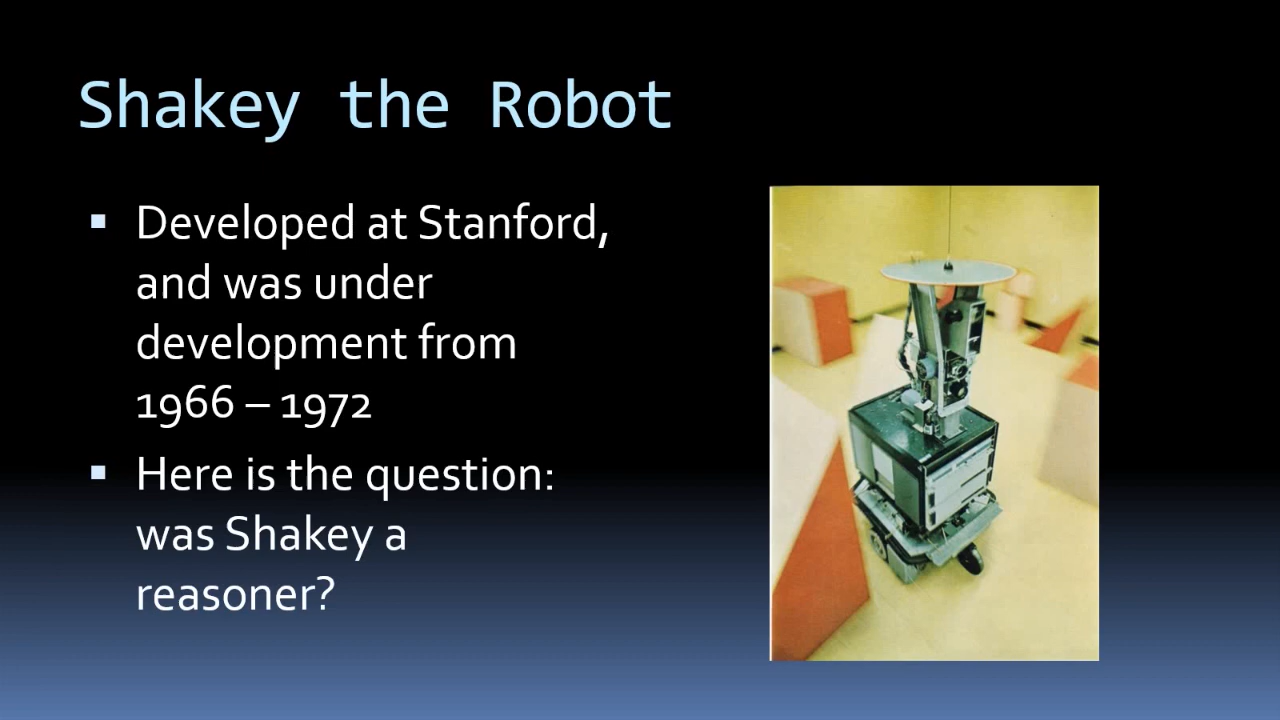 Shakey the Robot
Developed at Stanford,
and was under
development from
1966 – 1972
Here is the question:
was Shakey a
reasoner?